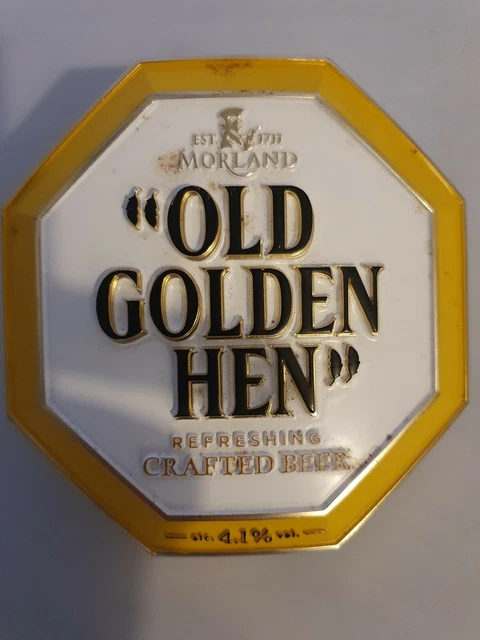 EST. 1711
MORLAND
“OLD
GOLDEN
HEN”
REFRESHING
CRAFTED BEER
alc. 4.1% vol.